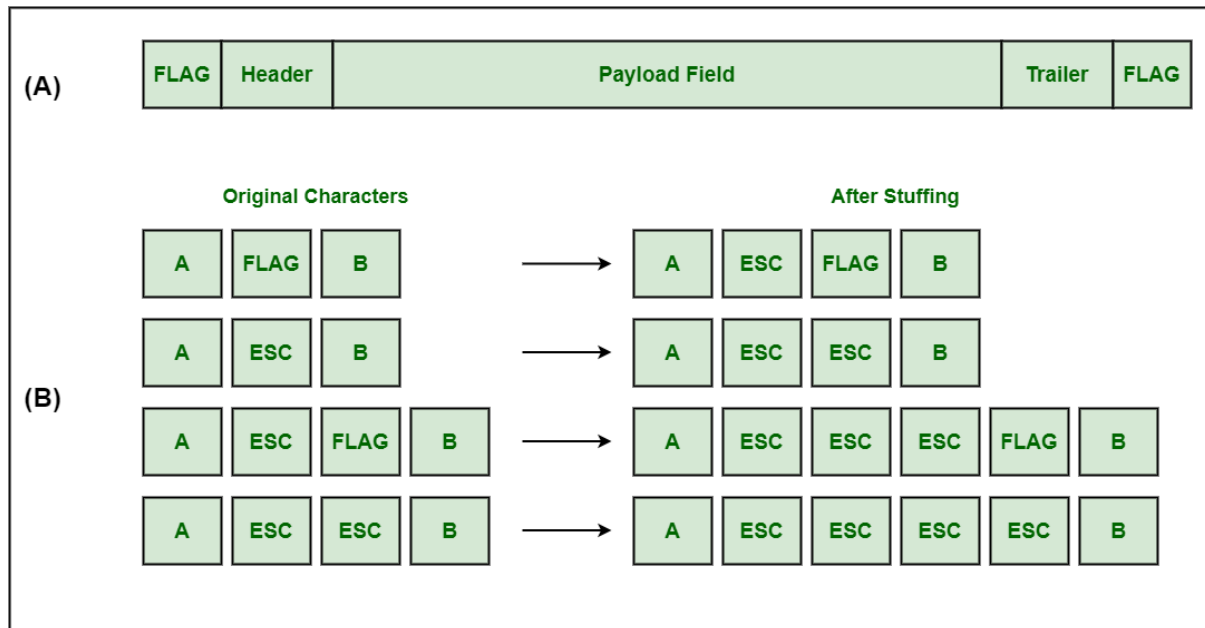 (A)
FLAG Header Payload Field Trailer FLAG
Original Characters After Stuffing
A FLAG B A ESC FLAG B
A ESC B A ESC ESC B
(B)
A ESC FLAG B A ESC ESC ESC FLAG B
A ESC ESC B A ESC ESC ESC ESC B